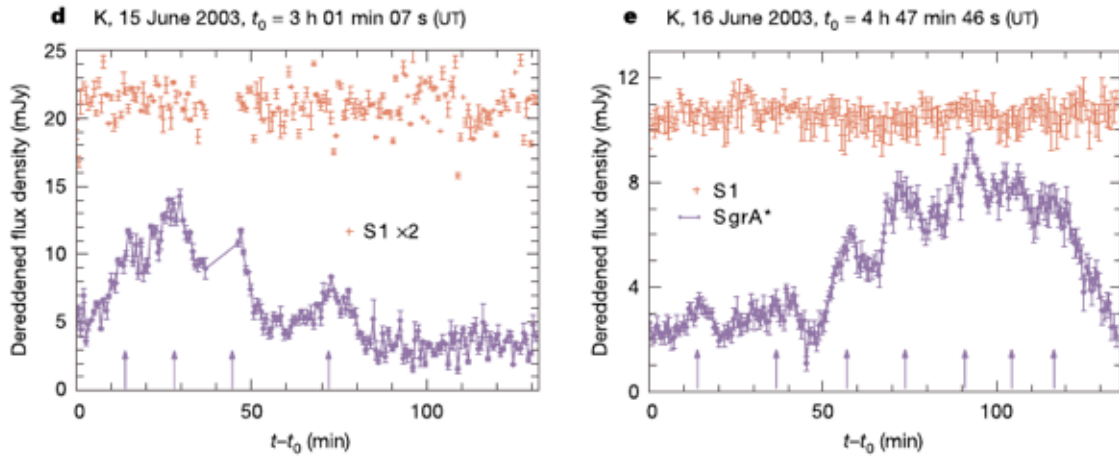 d K, 15 June 2003, t₀ = 3 h 01 min 07 s (UT)
Dereddened flux density (mJy)
25
20
15
10
5
0
S1 ×2
0 50 100
t–t₀ (min)
e K, 16 June 2003, t₀ = 4 h 47 min 46 s (UT)
Dereddened flux density (mJy)
12
8
4
0
S1
SgrA*
0 50 100
t–t₀ (min)